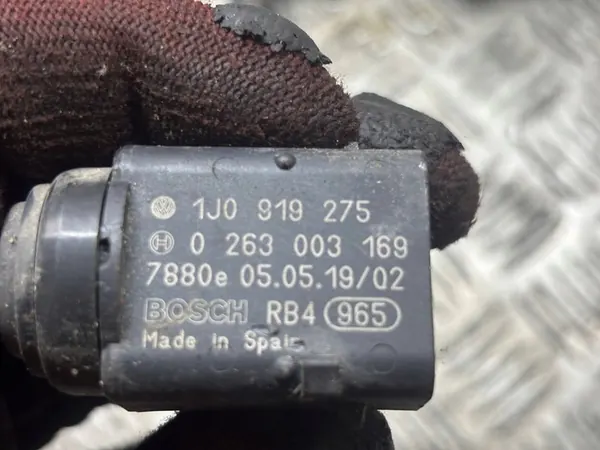 1J0 919 275
0 263 003 169
7880e 05.05.19/02
BOSCH RB4 965
Made in Spain